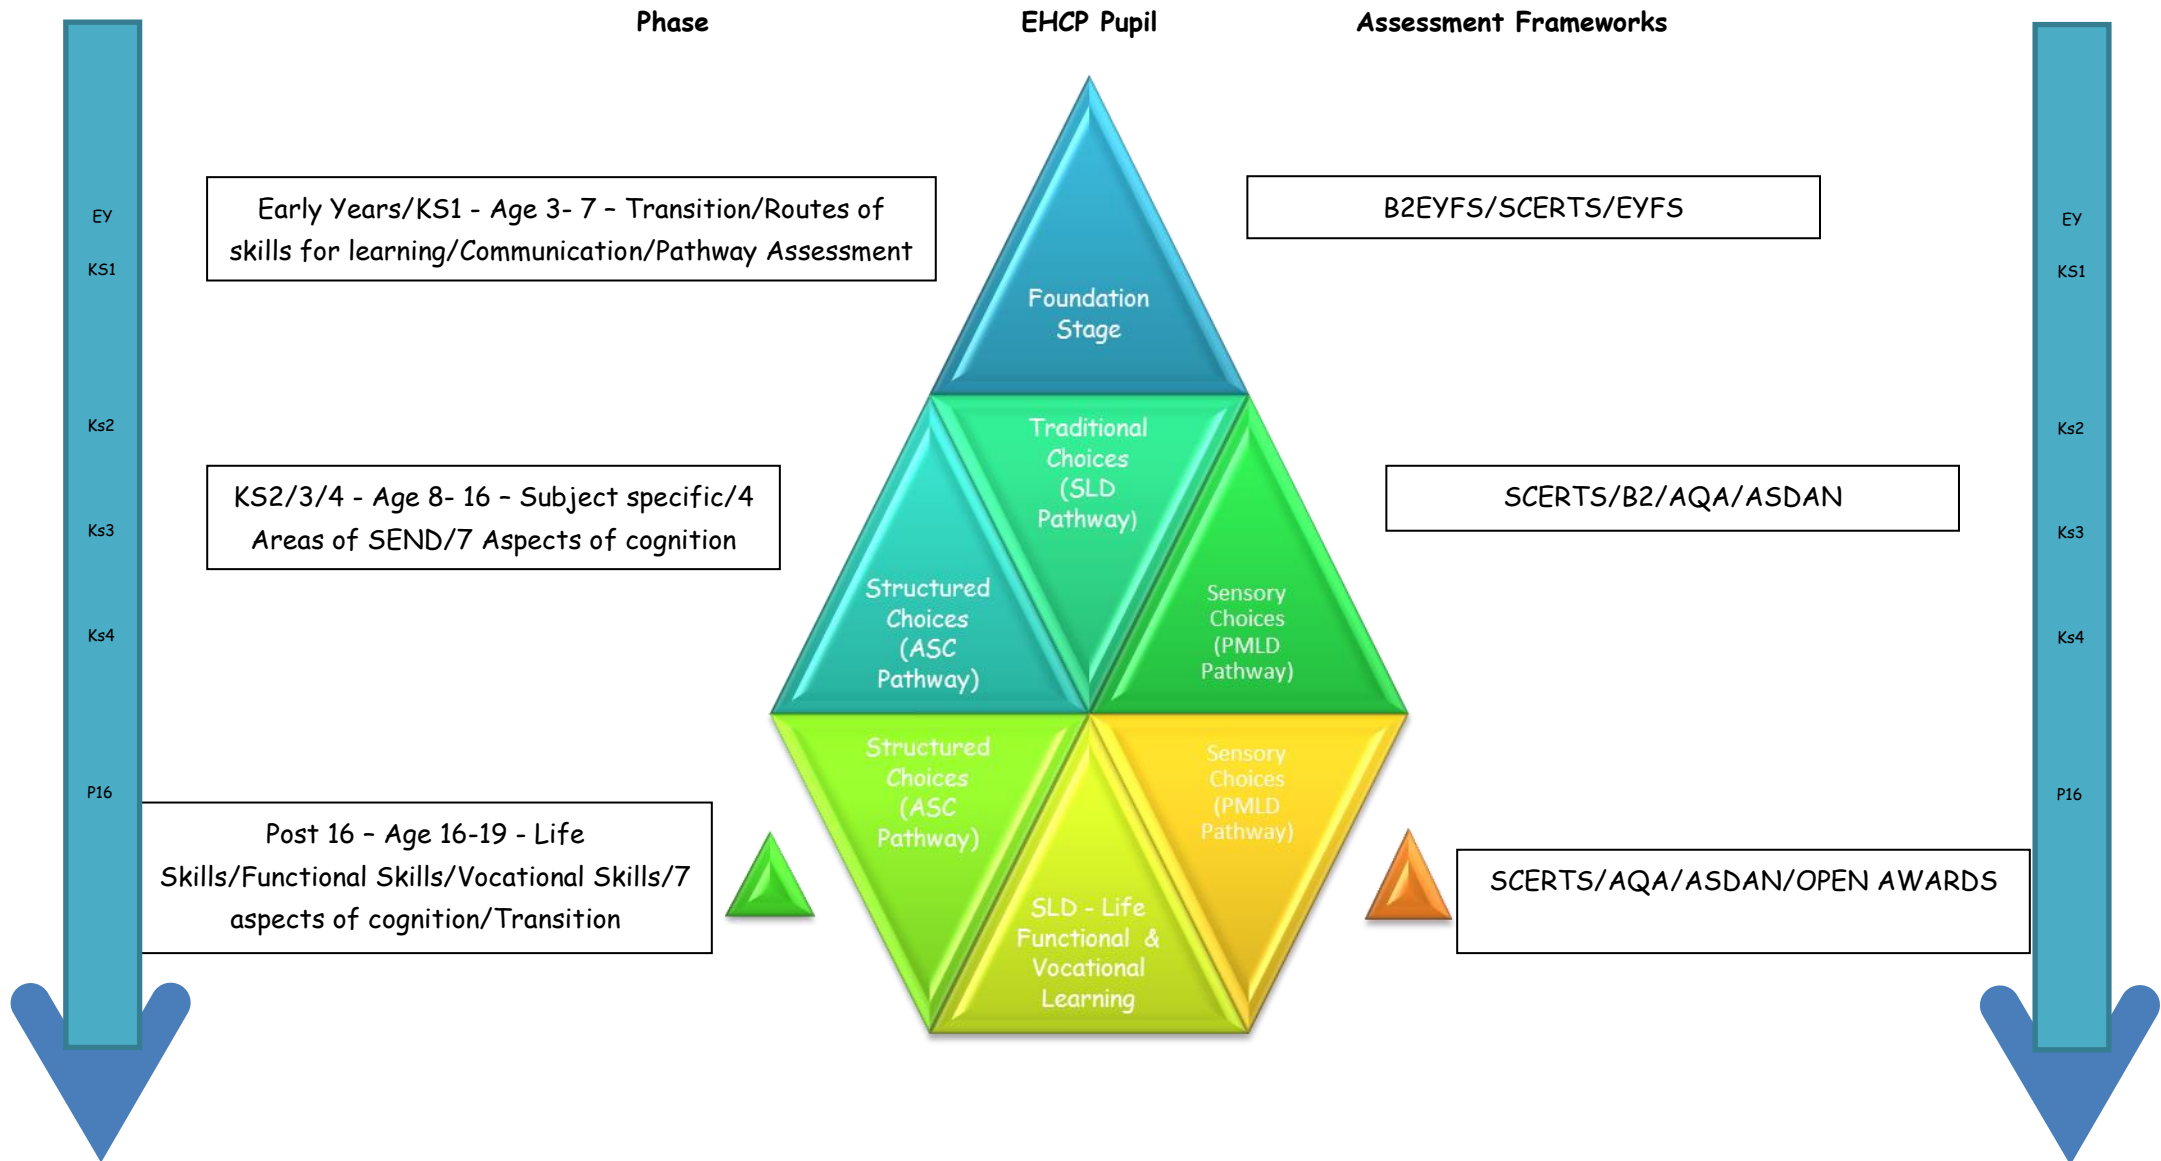 Phase EHCP Pupil Assessment Frameworks
EY
KS1
Ks2
Ks3
Ks4
P16
Early Years/KS1 - Age 3- 7 – Transition/Routes of
skills for learning/Communication/Pathway Assessment
B2EYFS/SCERTS/EYFS
Foundation
Stage
KS2/3/4 - Age 8- 16 – Subject specific/4
Areas of SEND/7 Aspects of cognition
Traditional
Choices
(SLD
Pathway)
Structured
Choices
(ASC
Pathway)
Sensory
Choices
(PMLD
Pathway)
SCERTS/B2/AQA/ASDAN
Post 16 – Age 16-19 - Life
Skills/Functional Skills/Vocational Skills/7
aspects of cognition/Transition
Structured
Choices
(ASC
Pathway)
SLD - Life
Functional &
Vocational
Learning
Sensory
Choices
(PMLD
Pathway)
SCERTS/AQA/ASDAN/OPEN AWARDS
EY
KS1
Ks2
Ks3
Ks4
P16